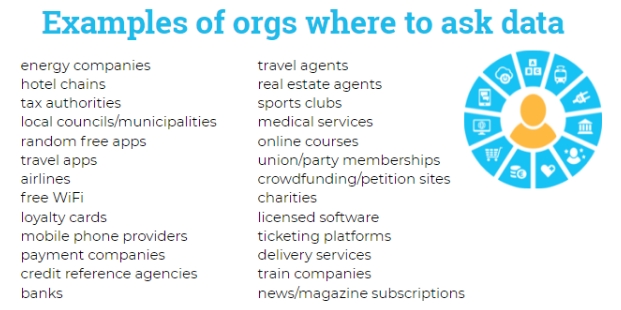 Examples of orgs where to ask data
energy companies
hotel chains
tax authorities
local councils/municipalities
random free apps
travel apps
airlines
free WiFi
loyalty cards
mobile phone providers
payment companies
credit reference agencies
banks
travel agents
real estate agents
sports clubs
medical services
online courses
union/party memberships
crowdfunding/petition sites
charities
licensed software
ticketing platforms
delivery services
train companies
news/magazine subscriptions